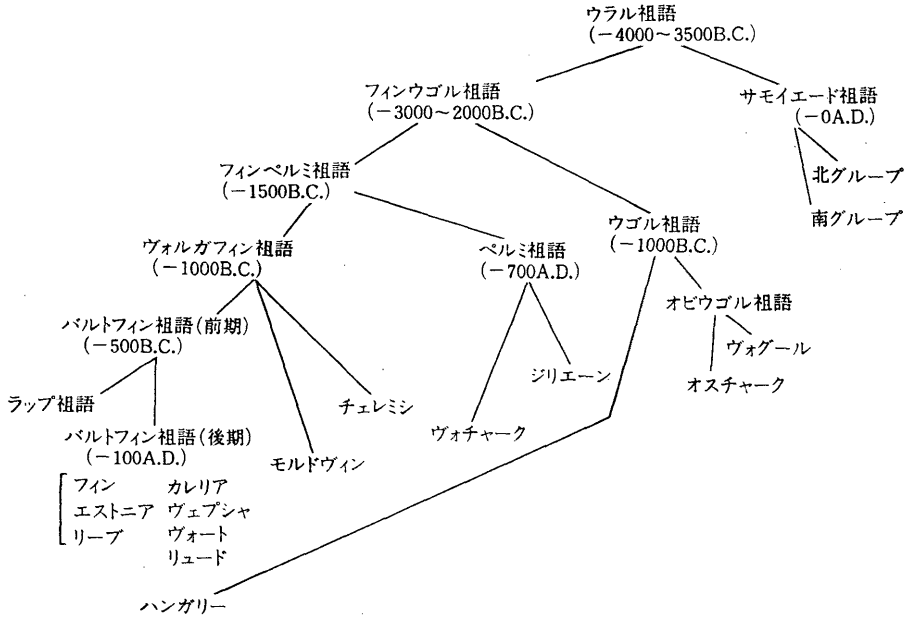 ウラル祖語
(−4000～3500B.C.)
フィンウゴル祖語
(−3000～2000B.C.)
サモイエード祖語
(−0A.D.)
北グループ
南グループ
フィンペルミ祖語
(−1500B.C.)
ウゴル祖語
(−1000B.C.)
ヴォルガフィン祖語
(−1000B.C.)
ペルミ祖語
(−700A.D.)
オビウゴル祖語
ヴォグール
オスチャーク
バルトフィン祖語(前期)
(−500B.C.)
ジリエーン
ラップ祖語
チェレミシ
ヴォチャーク
バルトフィン祖語(後期)
(−100A.D.)
モルドヴィン
フィン カレリア
エストニア ヴェプシャ
リーブ ヴォート
リュード
ハンガリー